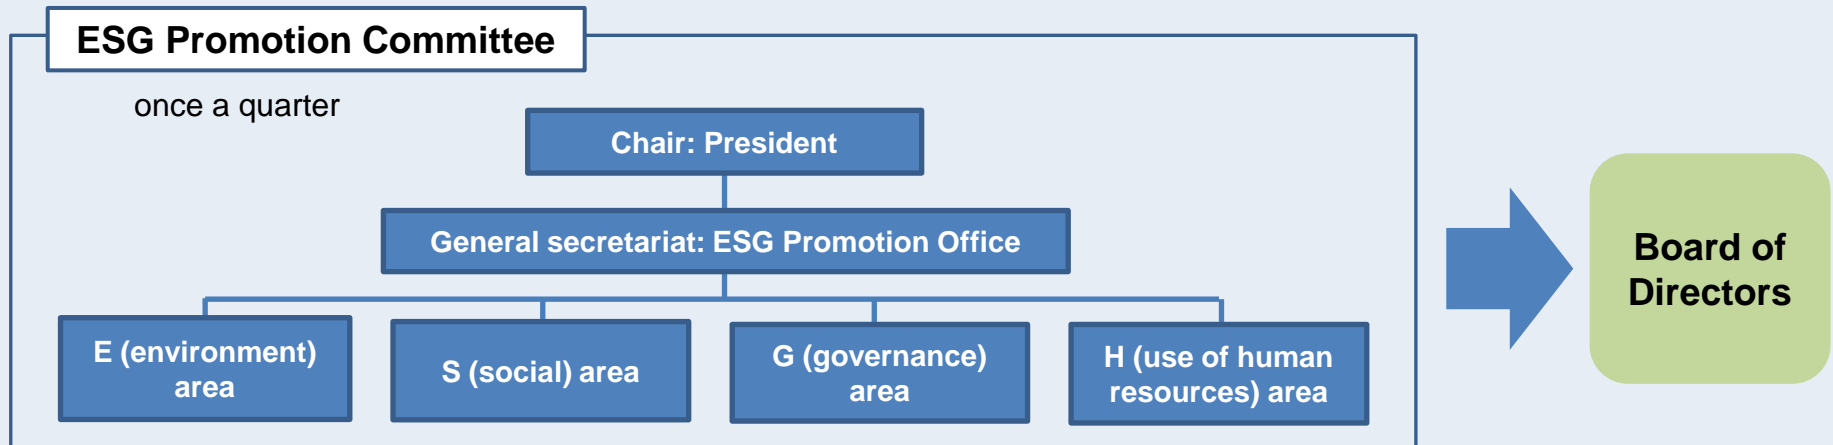 ESG Promotion Committee
once a quarter
Chair: President
General secretariat: ESG Promotion Office
E (environment)
area
S (social) area
G (governance)
area
H (use of human
resources) area
Board of
Directors